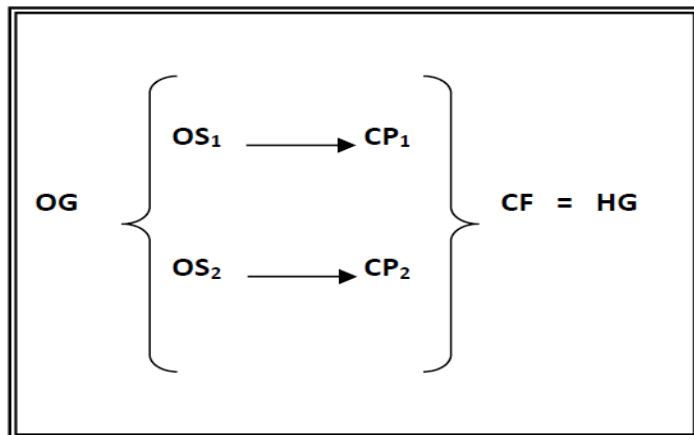 OS₁ CP₁
OG CF = HG
OS₂ CP₂